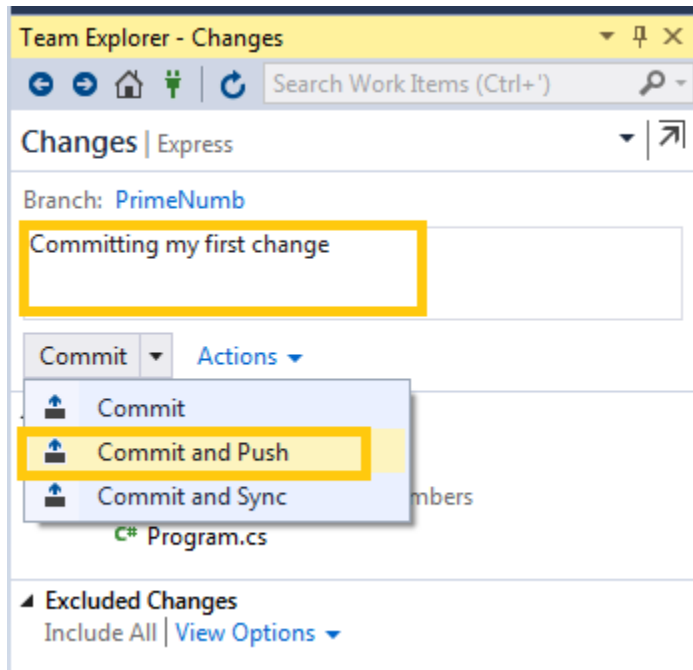 Team Explorer - Changes
Search Work Items (Ctrl+')
Changes | Express
Branch: PrimeNumb
Committing my first change
Commit Actions
Commit
Commit and Push
Commit and Sync
C# Program.cs
Excluded Changes
Include All | View Options